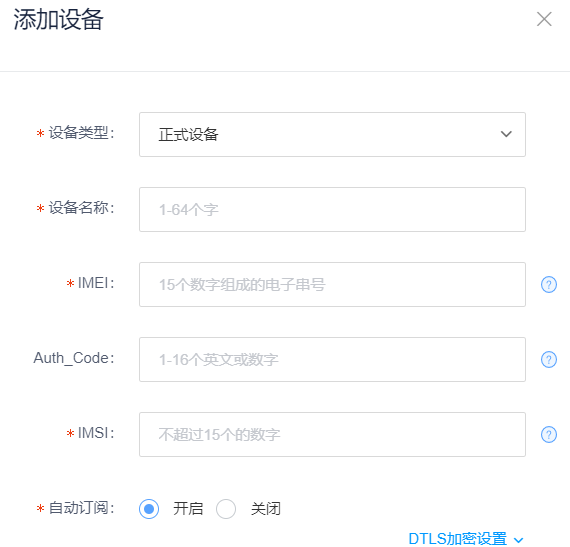 添加设备
* 设备类型: 正式设备
* 设备名称: 1-64个字
* IMEI: 15个数字组成的电子串号 ?
Auth_Code: 1-16个英文或数字 ?
* IMSI: 不超过15个的数字 ?
* 自动订阅: 开启 关闭
DTLS加密设置